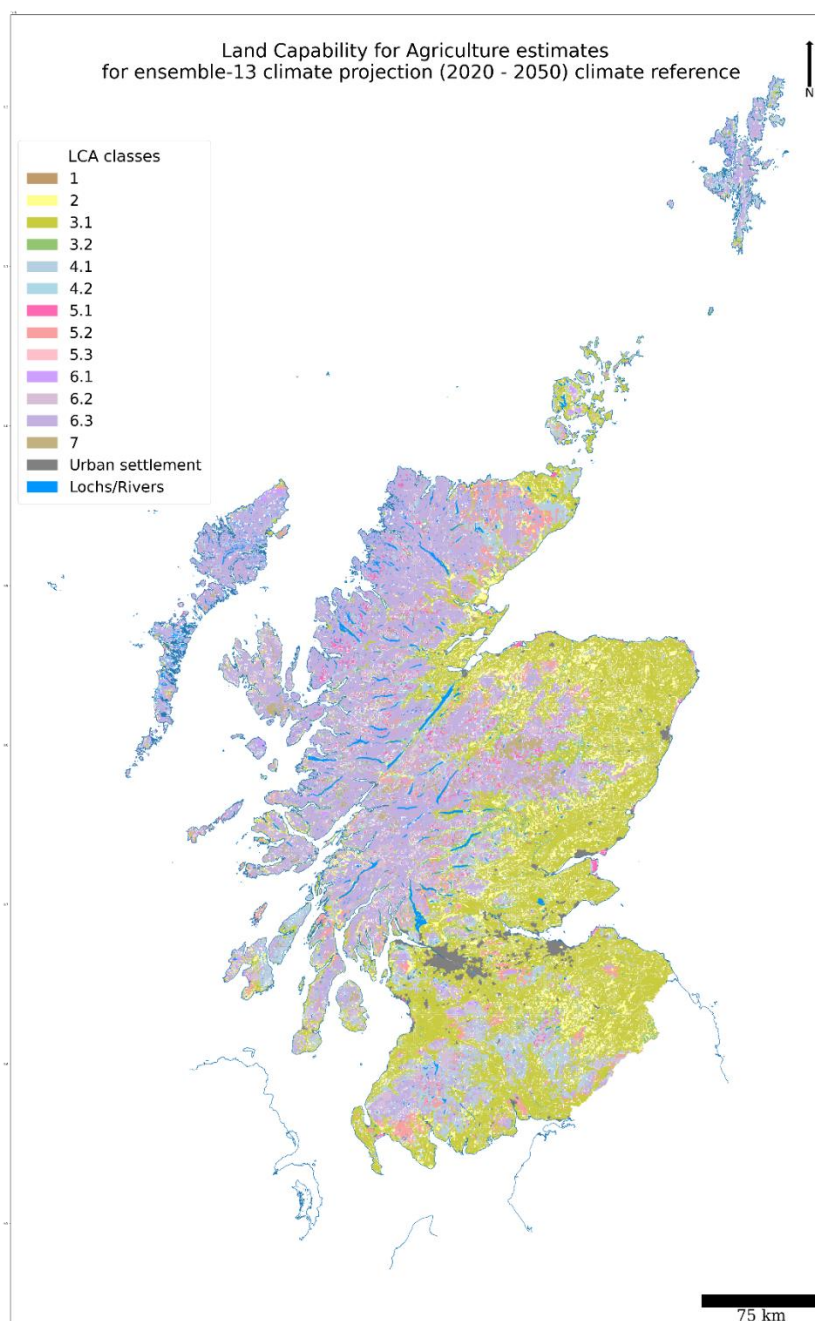 Land Capability for Agriculture estimates
for ensemble-13 climate projection (2020 - 2050) climate reference
N
LCA classes
1
2
3.1
3.2
4.1
4.2
5.1
5.2
5.3
6.1
6.2
6.3
7
Urban settlement
Lochs/Rivers
75 km